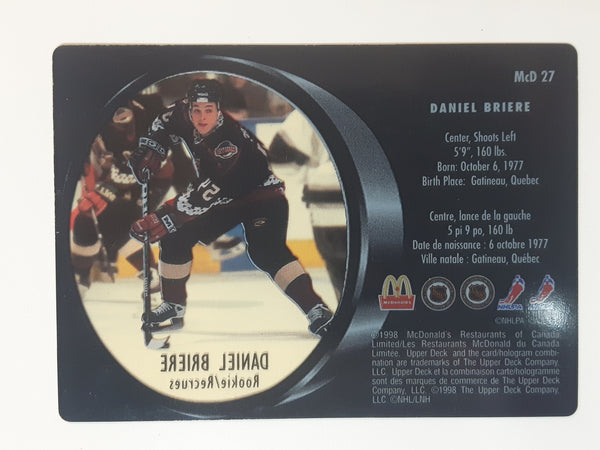 McD 27
DANIEL BRIERE
Center, Shoots Left
5'9", 160 lbs.
Born: October 6, 1977
Birth Place: Gatineau, Quebec
Centre, lance de la gauche
5 pi 9 po, 160 lb
Date de naissance : 6 octobre 1977
Ville natale : Gatineau, Québec
McDonald's
NHLPA
©NHLPA
©1998 McDonald's Restaurants of Canada
Limited/Les Restaurants McDonald du Canada
Limitée. Upper Deck and the card/hologram combin-
ation are trademarks of The Upper Deck Company,
LLC. Upper Deck et la combinaison carte/hologramme
sont des marques de commerce de The Upper Deck
Company, LLC ©1998 The Upper Deck Company,
LLC ©NHL/LNH
DANIEL BRIERE
Rookie/Recrues